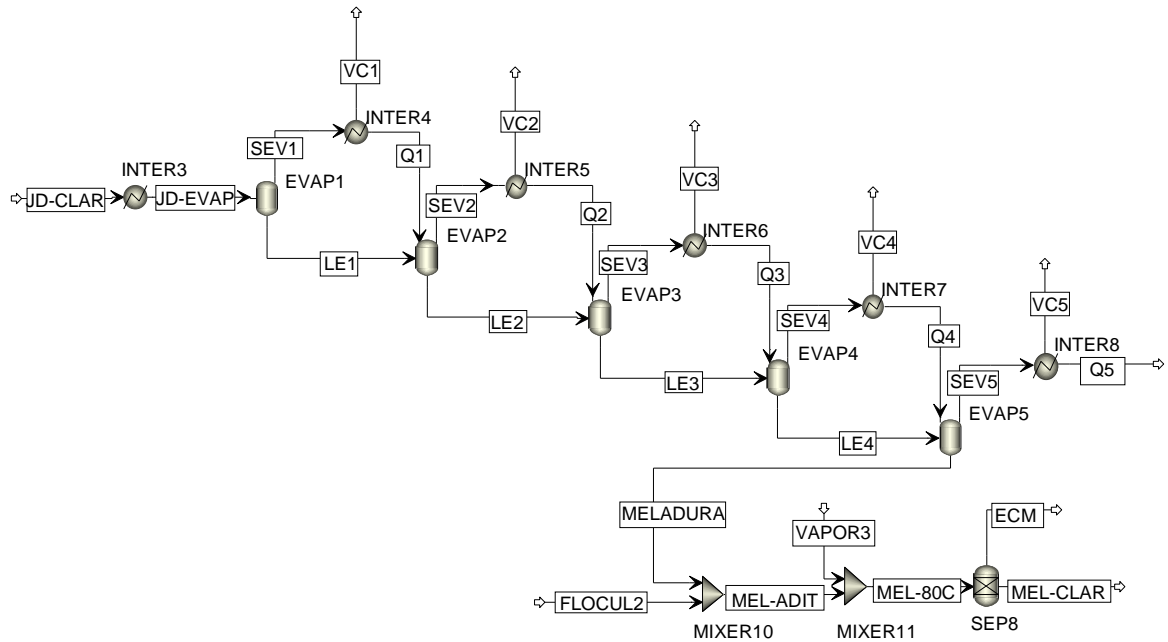 VC1
INTER4
VC2
SEV1
INTER3
Q1
INTER5
VC3
JD-CLAR
JD-EVAP
EVAP1
SEV2
Q2
INTER6
VC4
EVAP2
LE1
SEV3
Q3
INTER7
VC5
EVAP3
LE2
SEV4
Q4
INTER8
EVAP4
LE3
SEV5
Q5
EVAP5
LE4
MELADURA
VAPOR3
ECM
FLOCUL2
MEL-ADIT
MEL-80C
MEL-CLAR
MIXER10
MIXER11
SEP8